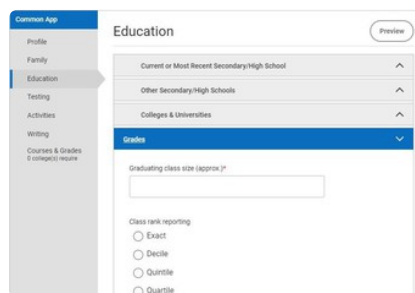 Common App
Profile
Family
Education
Testing
Activities
Writing
Courses & Grades
0 college(s) require
Education
Preview
Current or Most Recent Secondary/High School
Other Secondary/High Schools
Colleges & Universities
Grades
Graduating class size (approx.)*
Class rank reporting
Exact
Decile
Quintile
Quartile